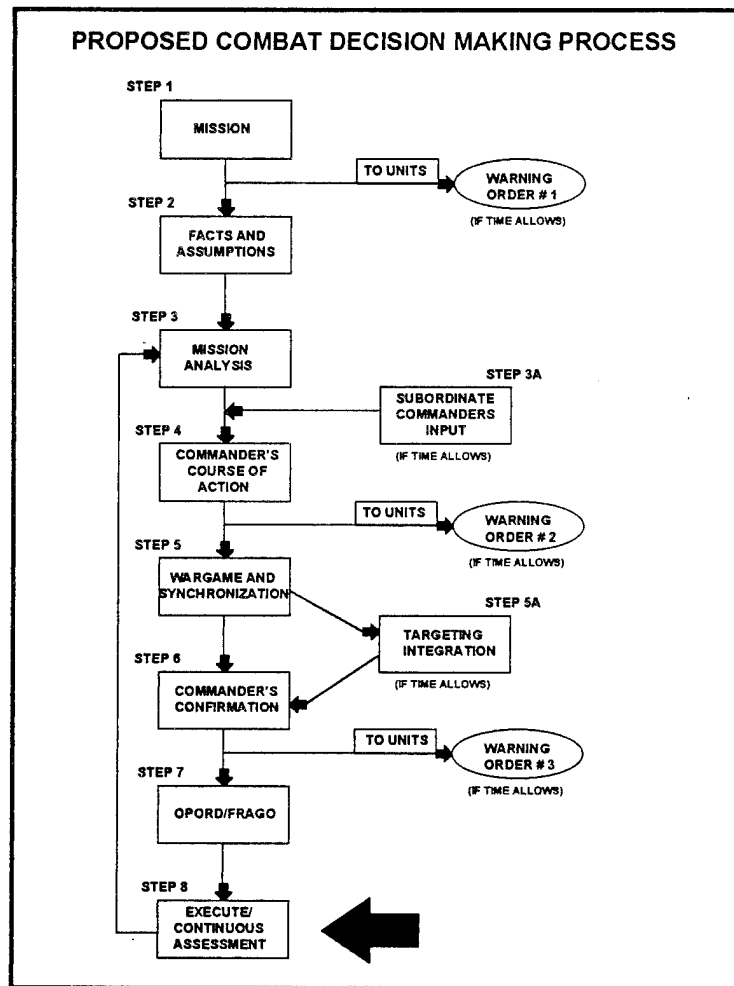 PROPOSED COMBAT DECISION MAKING PROCESS
STEP 1
MISSION
TO UNITS
WARNING
ORDER # 1
(IF TIME ALLOWS)
STEP 2
FACTS AND
ASSUMPTIONS
STEP 3
MISSION
ANALYSIS
STEP 3A
SUBORDINATE
COMMANDERS
INPUT
(IF TIME ALLOWS)
STEP 4
COMMANDER'S
COURSE OF
ACTION
TO UNITS
WARNING
ORDER # 2
(IF TIME ALLOWS)
STEP 5
WARGAME AND
SYNCHRONIZATION
STEP 5A
TARGETING
INTEGRATION
(IF TIME ALLOWS)
STEP 6
COMMANDER'S
CONFIRMATION
TO UNITS
WARNING
ORDER # 3
(IF TIME ALLOWS)
STEP 7
OPORD/FRAGO
STEP 8
EXECUTE/
CONTINUOUS
ASSESSMENT